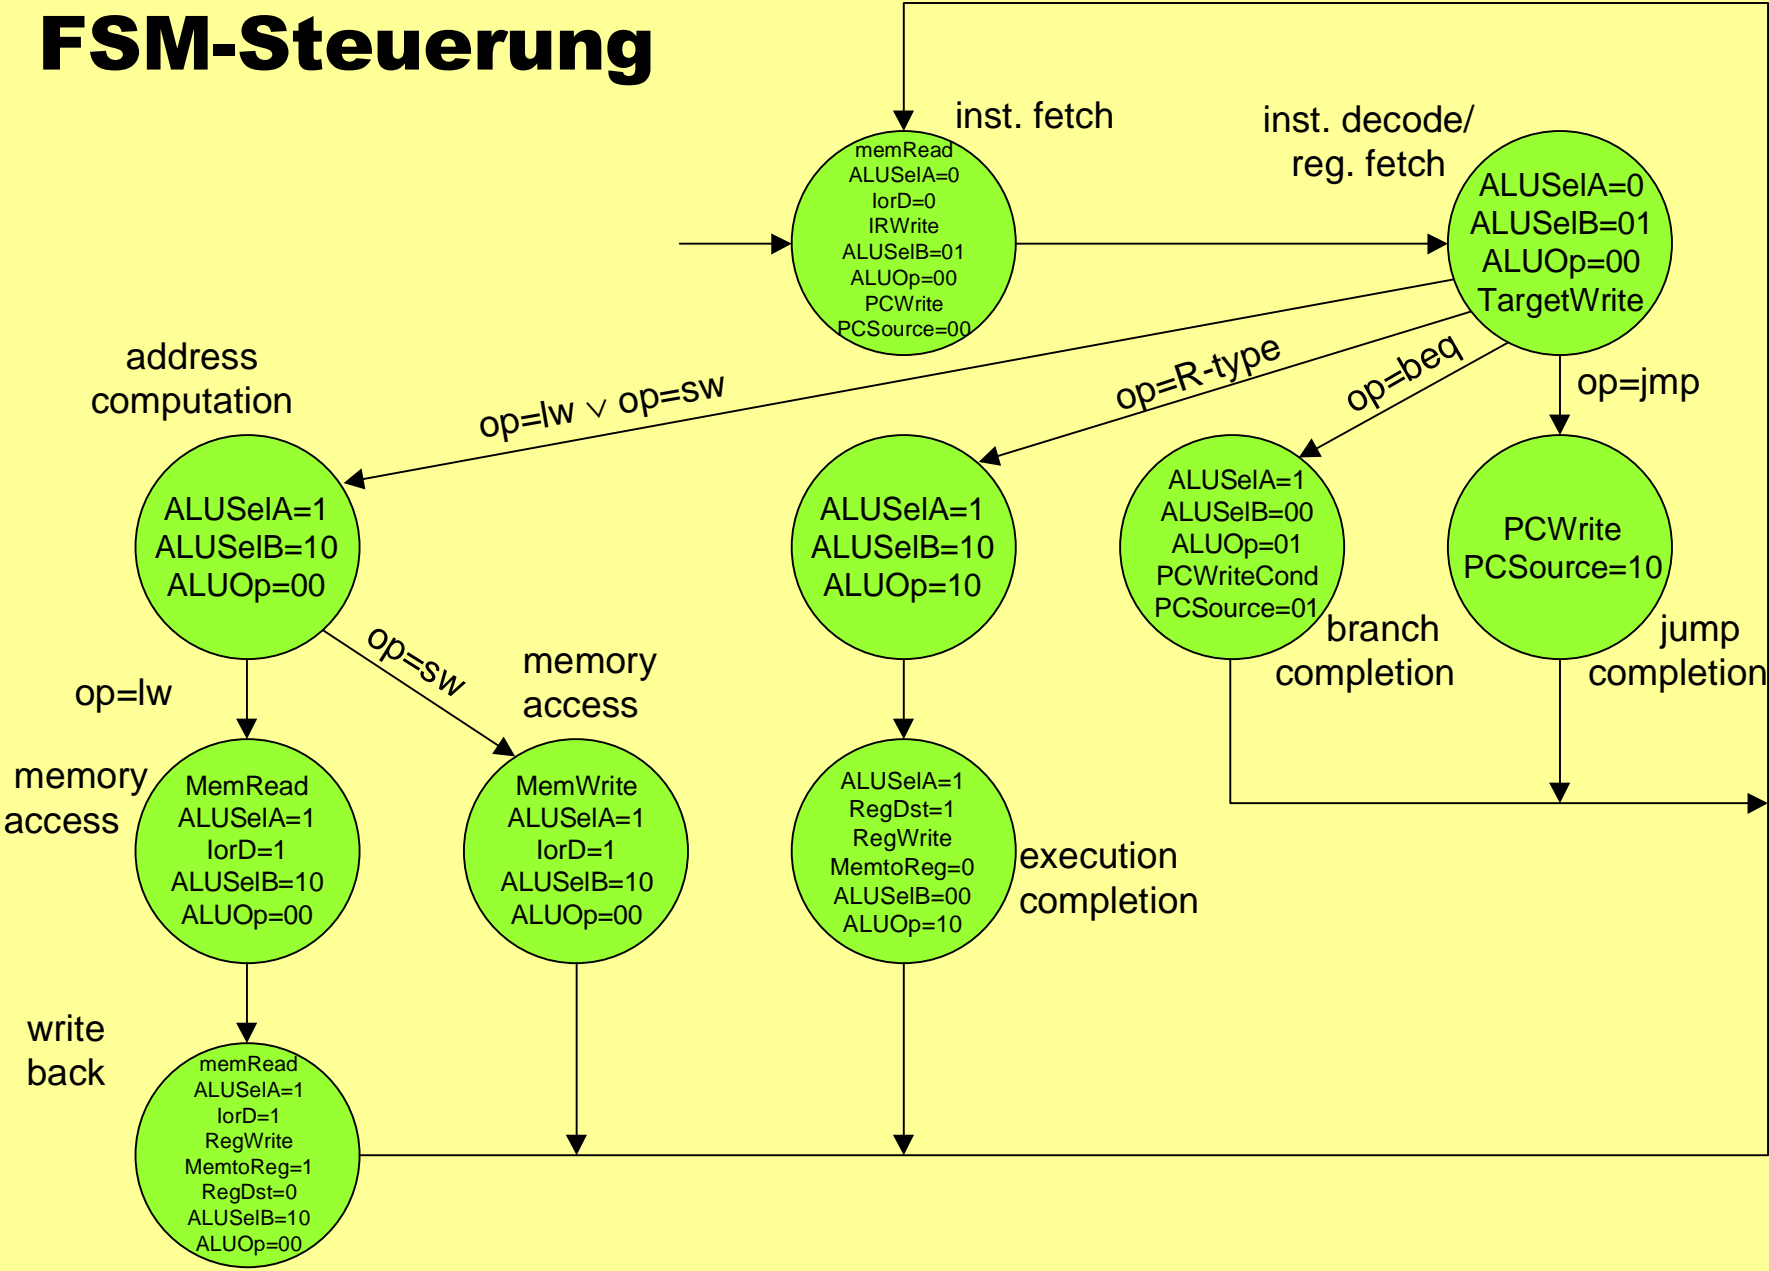 FSM-Steuerung
inst. fetch
memRead
ALUSelA=0
IorD=0
IRWrite
ALUSelB=01
ALUOp=00
PCWrite
PCSource=00
inst. decode/
reg. fetch
ALUSelA=0
ALUSelB=01
ALUOp=00
TargetWrite
op=lw ∨ op=sw
op=R-type
op=beq
op=jmp
address
computation
ALUSelA=1
ALUSelB=10
ALUOp=00
ALUSelA=1
ALUSelB=10
ALUOp=10
ALUSelA=1
ALUSelB=00
ALUOp=01
PCWriteCond
PCSource=01
branch
completion
PCWrite
PCSource=10
jump
completion
op=lw
op=sw
memory
access
MemRead
ALUSelA=1
IorD=1
ALUSelB=10
ALUOp=00
memory
access
MemWrite
ALUSelA=1
IorD=1
ALUSelB=10
ALUOp=00
ALUSelA=1
RegDst=1
RegWrite
MemtoReg=0
ALUSelB=00
ALUOp=10
execution
completion
write
back
memRead
ALUSelA=1
IorD=1
RegWrite
MemtoReg=1
RegDst=0
ALUSelB=10
ALUOp=00